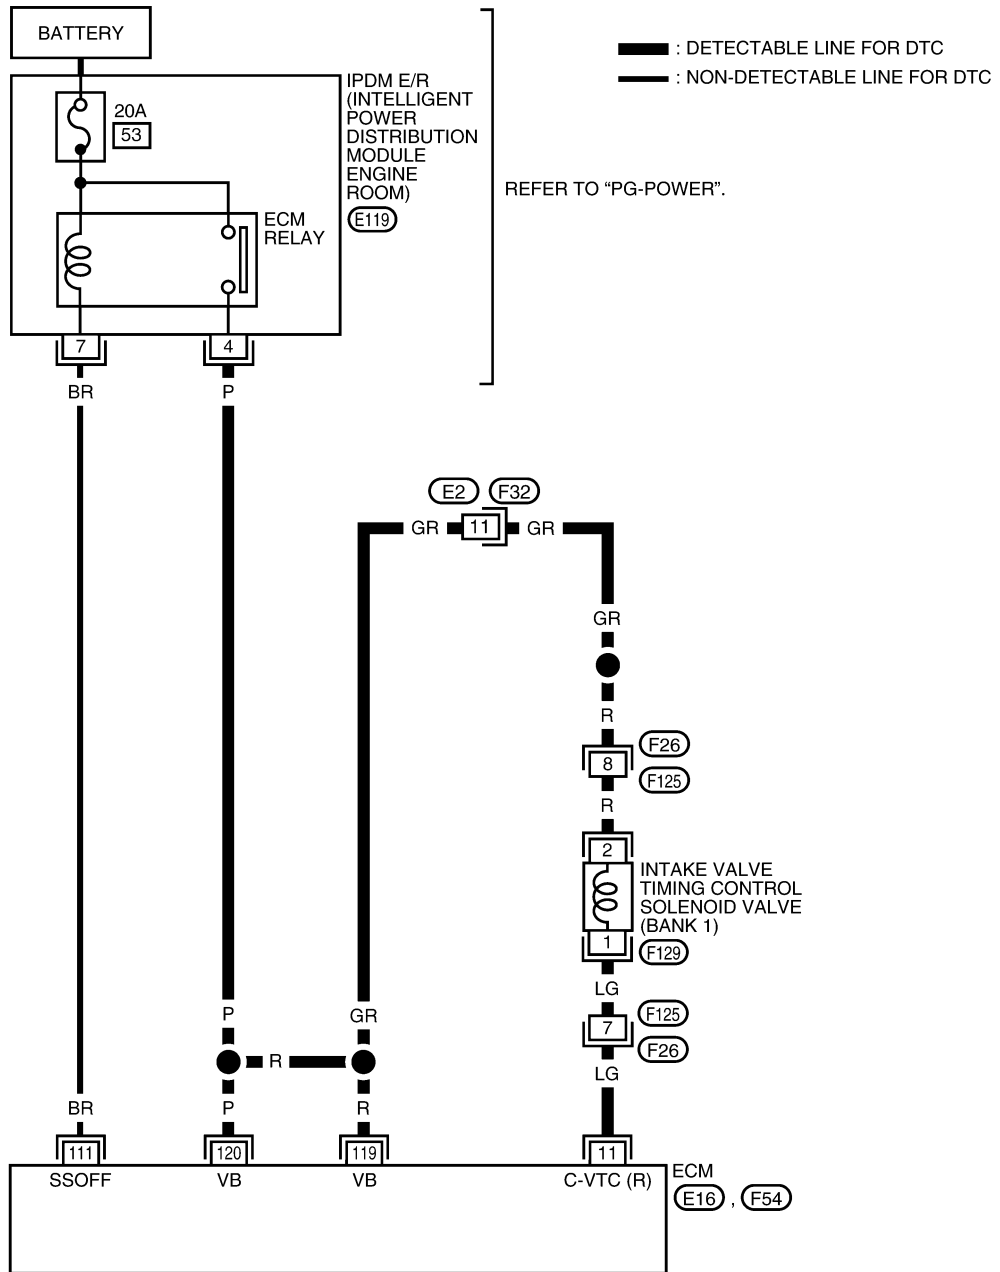 BATTERY
: DETECTABLE LINE FOR DTC
: NON-DETECTABLE LINE FOR DTC
IPDM E/R
(INTELLIGENT
POWER
DISTRIBUTION
MODULE
ENGINE
ROOM)
E119
20A
53
ECM
RELAY
REFER TO “PG-POWER”.
7
4
BR
P
E2
F32
GR
11
GR
GR
R
F26
8
F125
R
2
INTAKE VALVE
TIMING CONTROL
SOLENOID VALVE
(BANK 1)
1
F129
LG
P
GR
F125
7
F26
R
LG
BR
P
R
111
120
119
11
SSOFF
VB
VB
C-VTC (R)
ECM
E16 , F54